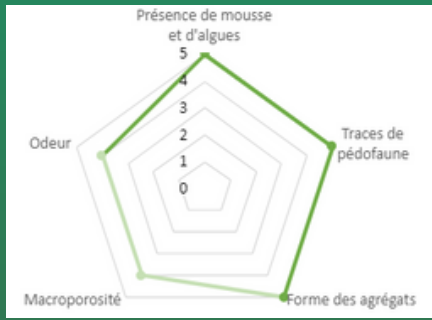 Présence de mousse
et d'algues
5
4
3
2
1
0
Odeur
Traces de
pédofaune
Macroporosité
Forme des agrégats